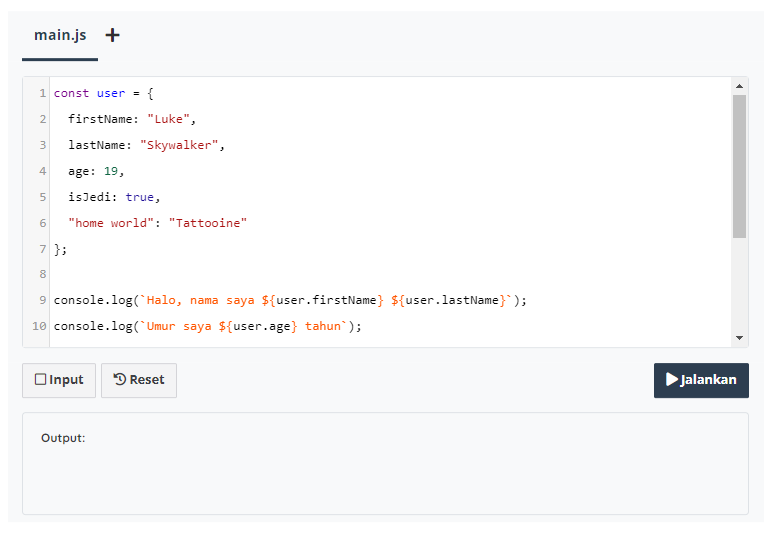 main.js +
1 const user = {
2   firstName: "Luke",
3   lastName: "Skywalker",
4   age: 19,
5   isJedi: true,
6   "home world": "Tattooine"
7 };
8
9 console.log(`Halo, nama saya ${user.firstName} ${user.lastName}`);
10 console.log(`Umur saya ${user.age} tahun`);
Input Reset Jalankan
Output: